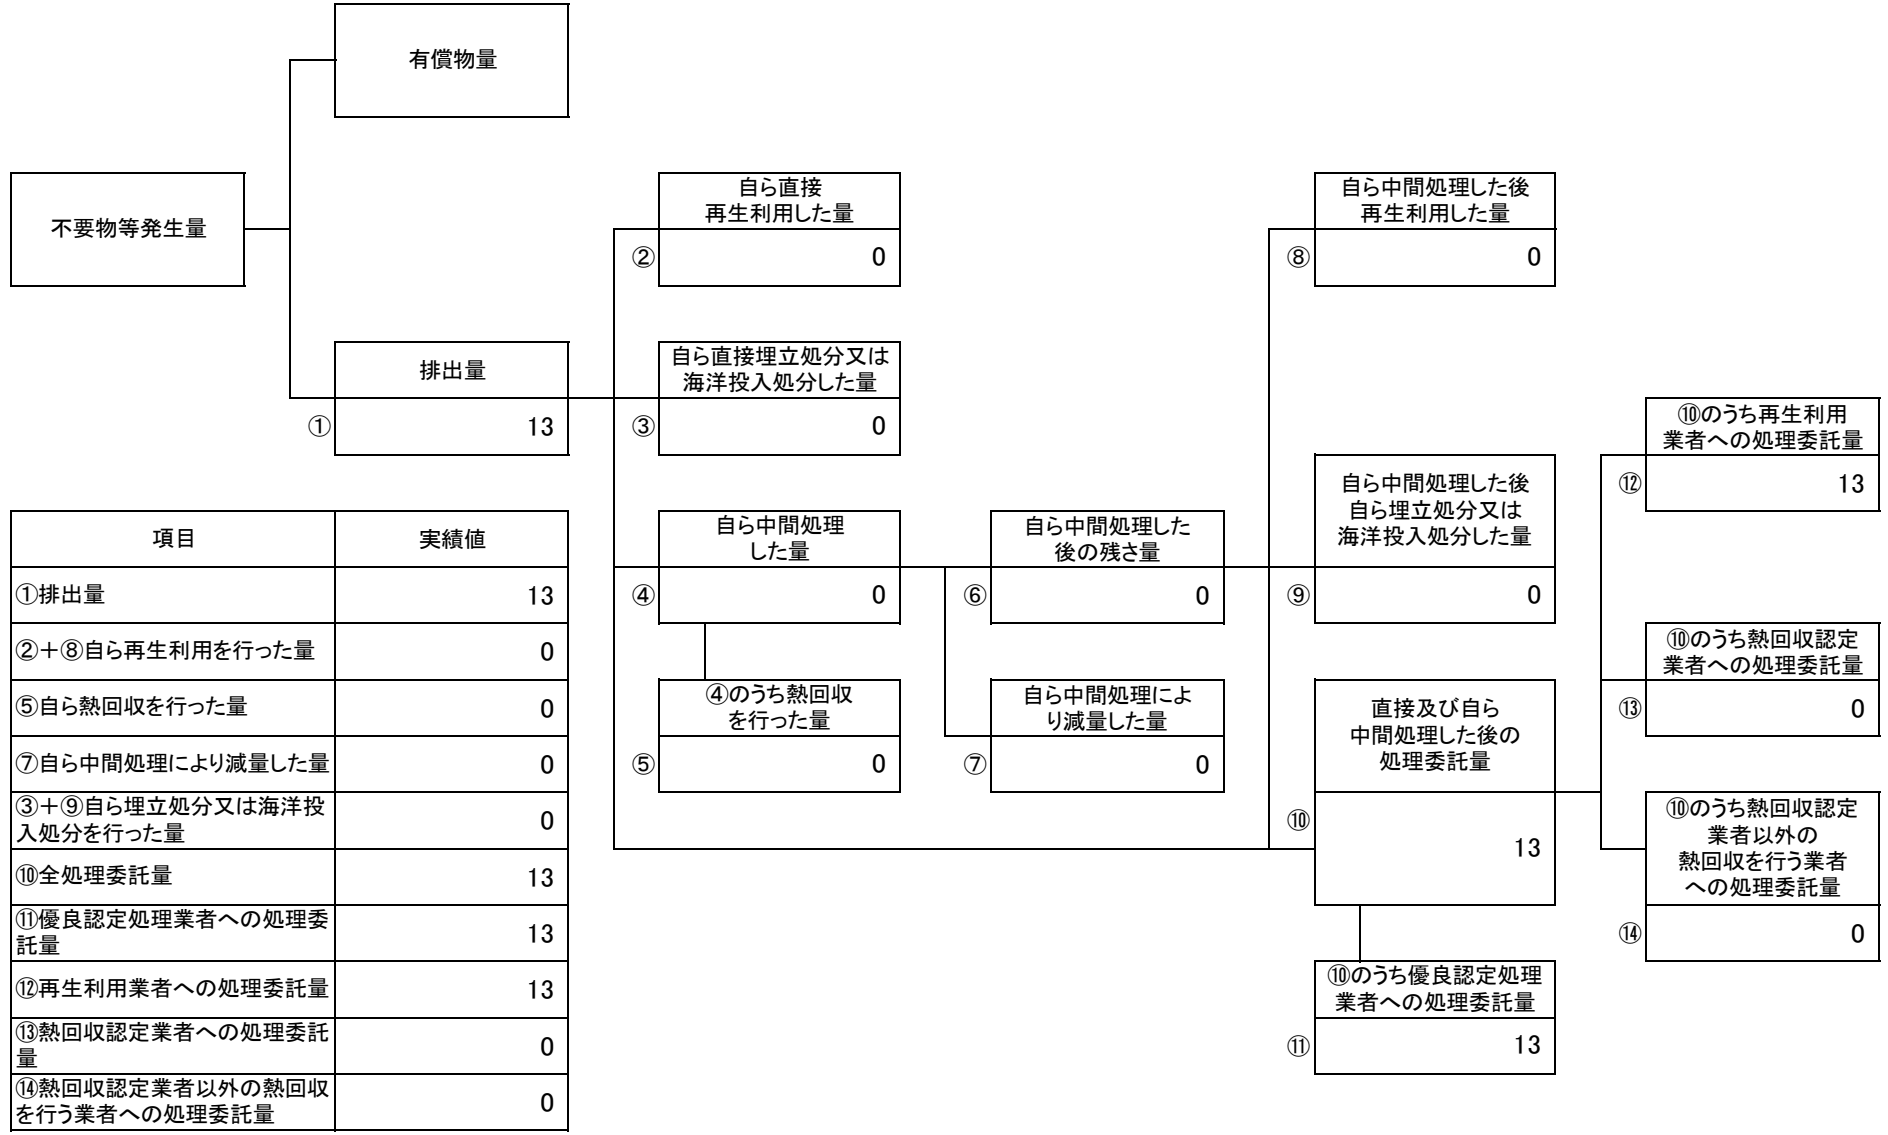 有償物量
不要物等発生量
自ら直接
再生利用した量
②
0
自ら中間処理した後
再生利用した量
⑧
0
排出量
①
13
自ら直接埋立処分又は
海洋投入処分した量
③
0
⑩のうち再生利用
業者への処理委託量
⑫
13
自ら中間処理した後
自ら埋立処分又は
海洋投入処分した量
⑨
0
自ら中間処理
した量
④
0
自ら中間処理した
後の残さ量
⑥
0
⑩のうち熱回収認定
業者への処理委託量
⑬
0
④のうち熱回収
を行った量
⑤
0
自ら中間処理によ
り減量した量
⑦
0
直接及び自ら
中間処理した後の
処理委託量
⑩
13
⑩のうち熱回収認定
業者以外の
熱回収を行う業者
への処理委託量
⑭
0
⑩のうち優良認定処理
業者への処理委託量
⑪
13
項目 実績値
①排出量 13
②+⑧自ら再生利用を行った量 0
⑤自ら熱回収を行った量 0
⑦自ら中間処理により減量した量 0
③+⑨自ら埋立処分又は海洋投
入処分を行った量 0
⑩全処理委託量 13
⑪優良認定処理業者への処理委
託量 13
⑫再生利用業者への処理委託量 13
⑬熱回収認定業者への処理委託
量 0
⑭熱回収認定業者以外の熱回収
を行う業者への処理委託量 0